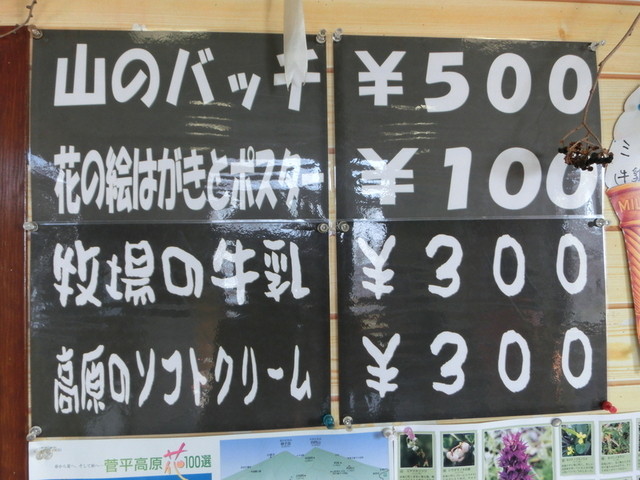 山のバッチ ￥500
花の絵はがきとポスター ￥100
牧場の牛乳 ￥300
高原のソフトクリーム ￥300
菅平高原花100選